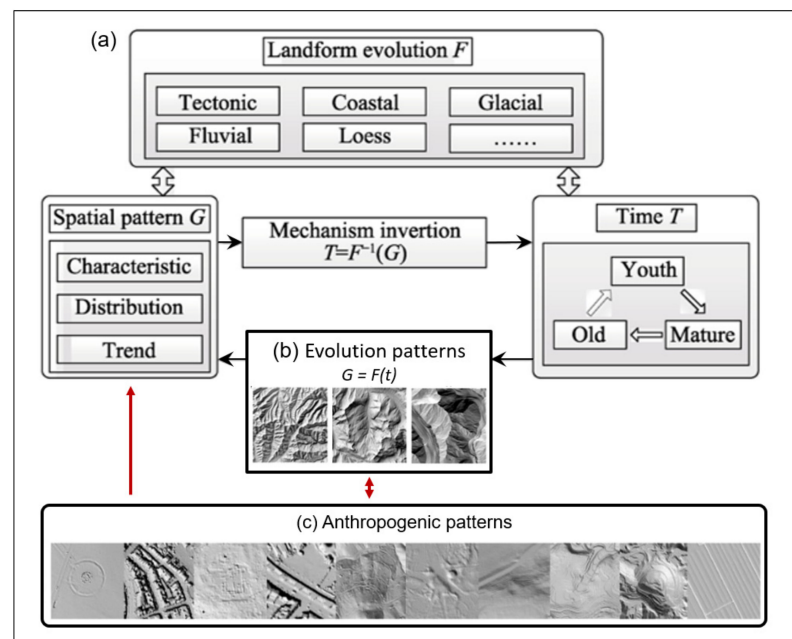 (a)
Landform evolution F
Tectonic
Coastal
Glacial
Fluvial
Loess
......
Spatial pattern G
Characteristic
Distribution
Trend
Mechanism invertion
T=F⁻¹(G)
Time T
Youth
Old
Mature
(b) Evolution patterns
G = F(t)
(c) Anthropogenic patterns